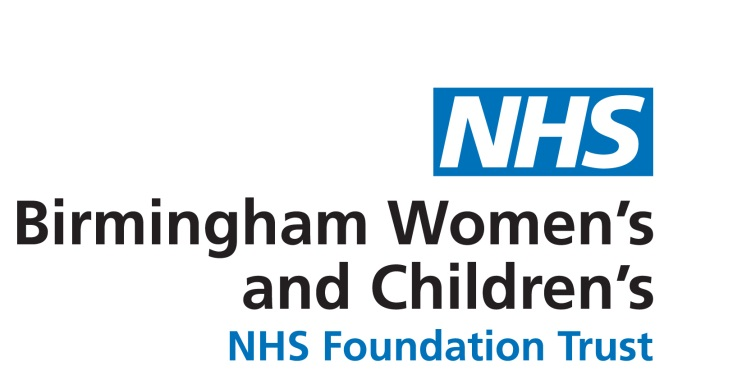 NHS
Birmingham Women’s
and Children’s
NHS Foundation Trust